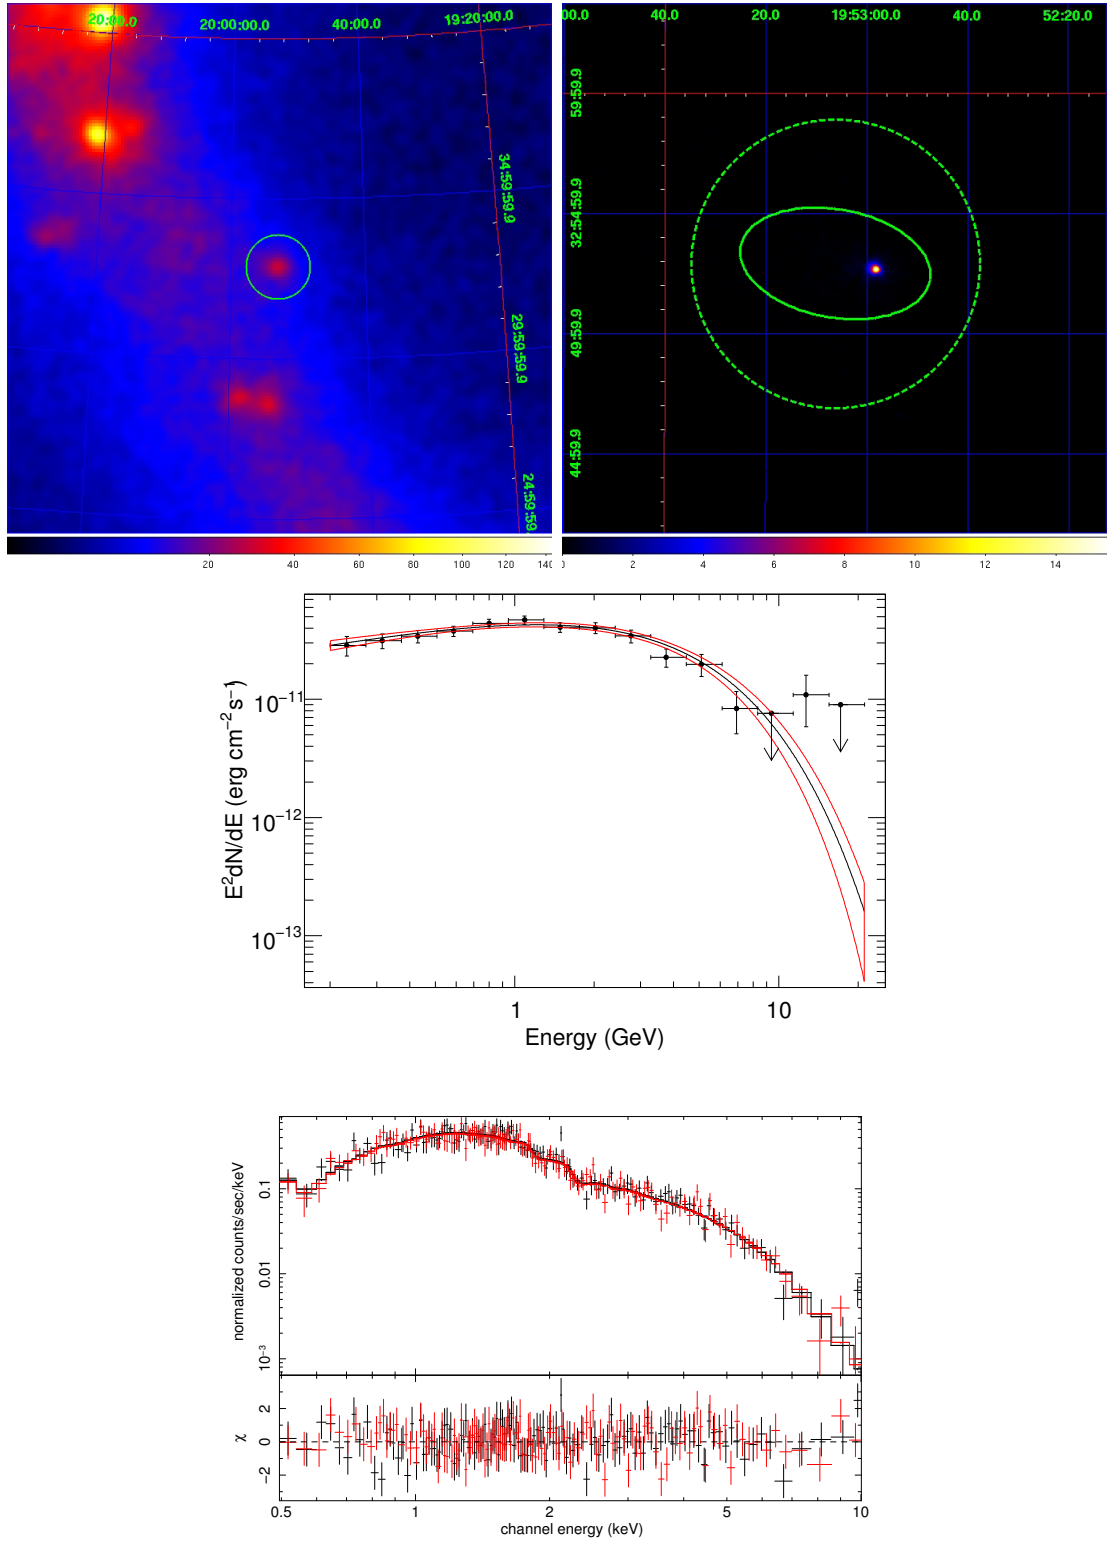 20:00.0 20:00:00.0 40:00.0 19:20:00.0
34:59:59.9
29:59:59.9
24:59:59
20 40 60 80 100 120 140
00.0 40.0 20.0 19:53:00.0 40.0 52:20.0
59:59.9
32:54:59.9
49:59.9
44:59.9
0 2 4 6 8 10 12 14
E²dN/dE (erg cm⁻²s⁻¹)
10⁻¹¹
10⁻¹²
10⁻¹³
1 10
Energy (GeV)
normalized counts/sec/keV
0.1
0.01
10⁻³
χ
2
0
−2
0.5 1 2 5 10
channel energy (keV)